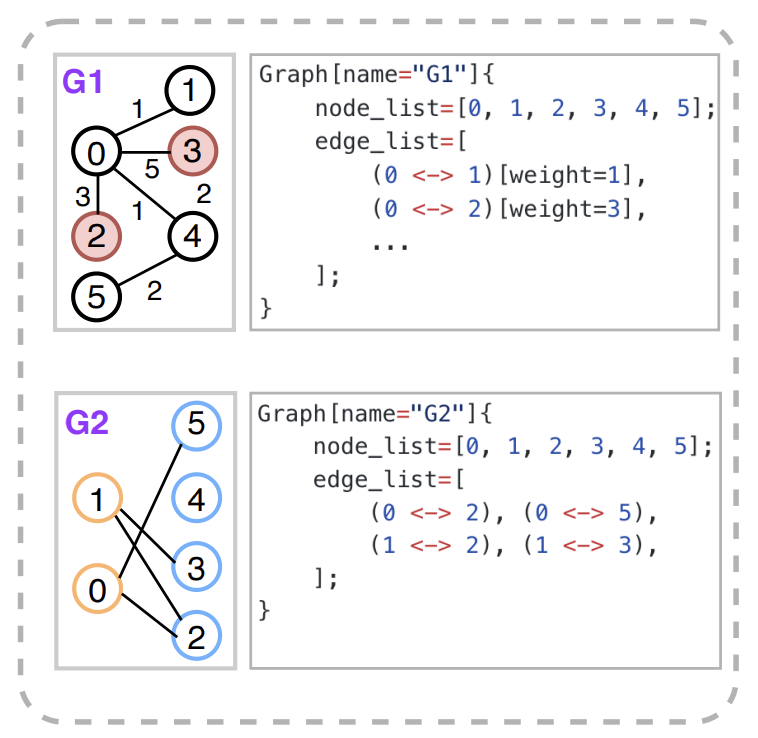 G1
1
1
0
5
3
3
1
2
2
4
5
2
Graph[name="G1"]{
node_list=[0, 1, 2, 3, 4, 5];
edge_list=[
(0 <-> 1)[weight=1],
(0 <-> 2)[weight=3],
...
];
}
G2
5
1
4
3
0
2
Graph[name="G2"]{
node_list=[0, 1, 2, 3, 4, 5];
edge_list=[
(0 <-> 2), (0 <-> 5),
(1 <-> 2), (1 <-> 3),
];
}